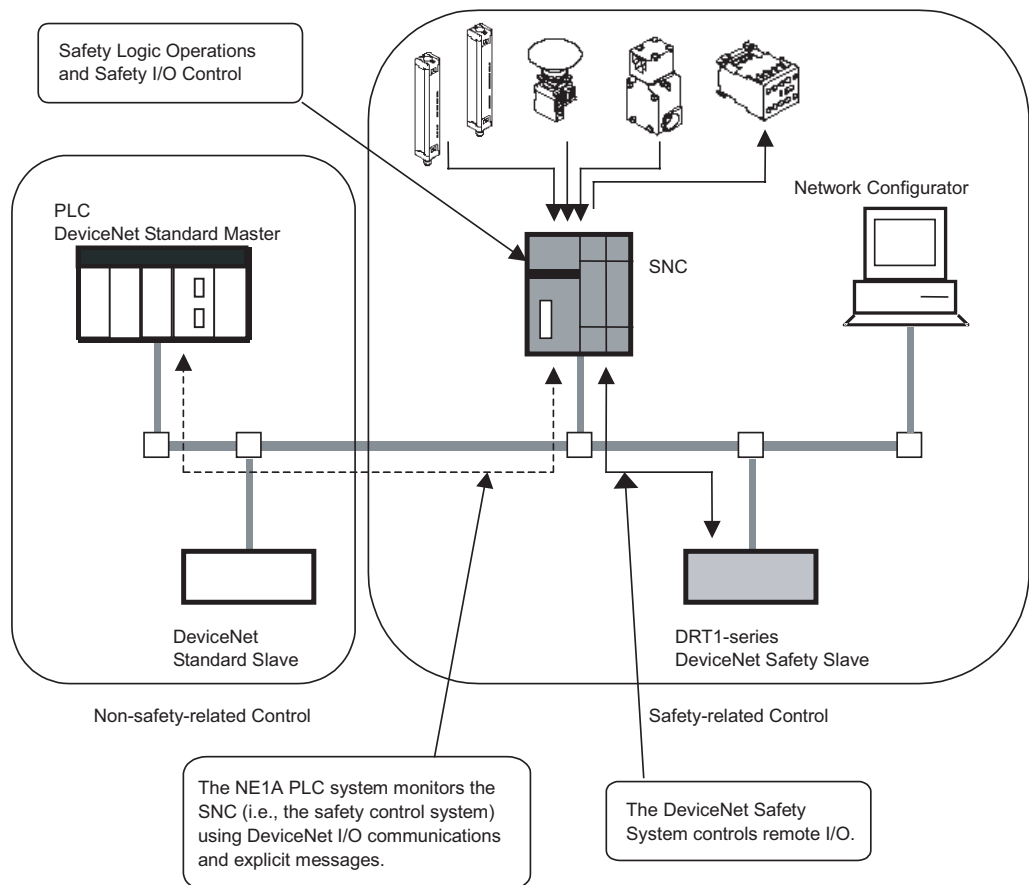 Safety Logic Operations
and Safety I/O Control
PLC
DeviceNet Standard Master
Network Configurator
SNC
DeviceNet
Standard Slave
DRT1-series
DeviceNet Safety Slave
Non-safety-related Control
Safety-related Control
The NE1A PLC system monitors the
SNC (i.e., the safety control system)
using DeviceNet I/O communications
and explicit messages.
The DeviceNet Safety
System controls remote I/O.